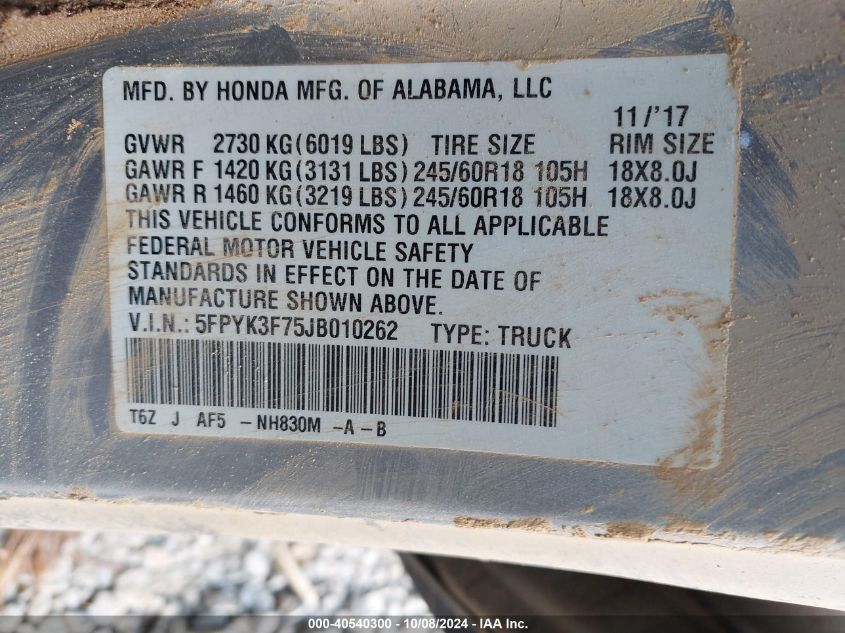 MFD. BY HONDA MFG. OF ALABAMA, LLC
11/'17
GVWR 2730 KG(6019 LBS) TIRE SIZE RIM SIZE
GAWR F 1420 KG(3131 LBS) 245/60R18 105H 18X8.0J
GAWR R 1460 KG(3219 LBS) 245/60R18 105H 18X8.0J
THIS VEHICLE CONFORMS TO ALL APPLICABLE
FEDERAL MOTOR VEHICLE SAFETY
STANDARDS IN EFFECT ON THE DATE OF
MANUFACTURE SHOWN ABOVE.
V.I.N.: 5FPYK3F75JB010262 TYPE: TRUCK
T6Z J AF5 -NH830M -A -B
000-40540300 - 10/08/2024 - IAA Inc.